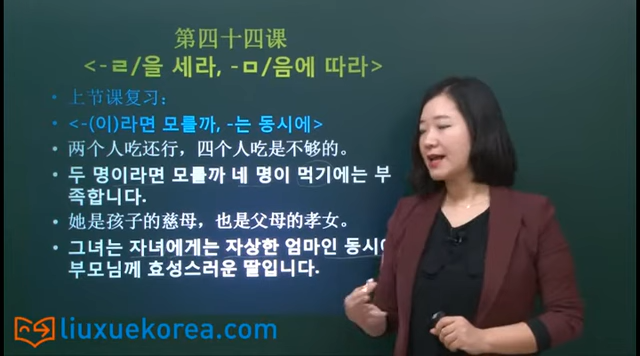 第四十四课
<-ㄹ/을 세라, -ㅁ/음에 따라>
• 上节课复习：
• <-(이)라면 모를까, -는 동시에>
• 两个人吃还行，四个人吃是不够的。
• 두 명이라면 모를까 네 명이 먹기에는 부
족합니다.
• 她是孩子的慈母，也是父母的孝女。
• 그녀는 자녀에게는 자상한 엄마인 동시에
부모님께 효성스러운 딸입니다.
liuxuekorea.com